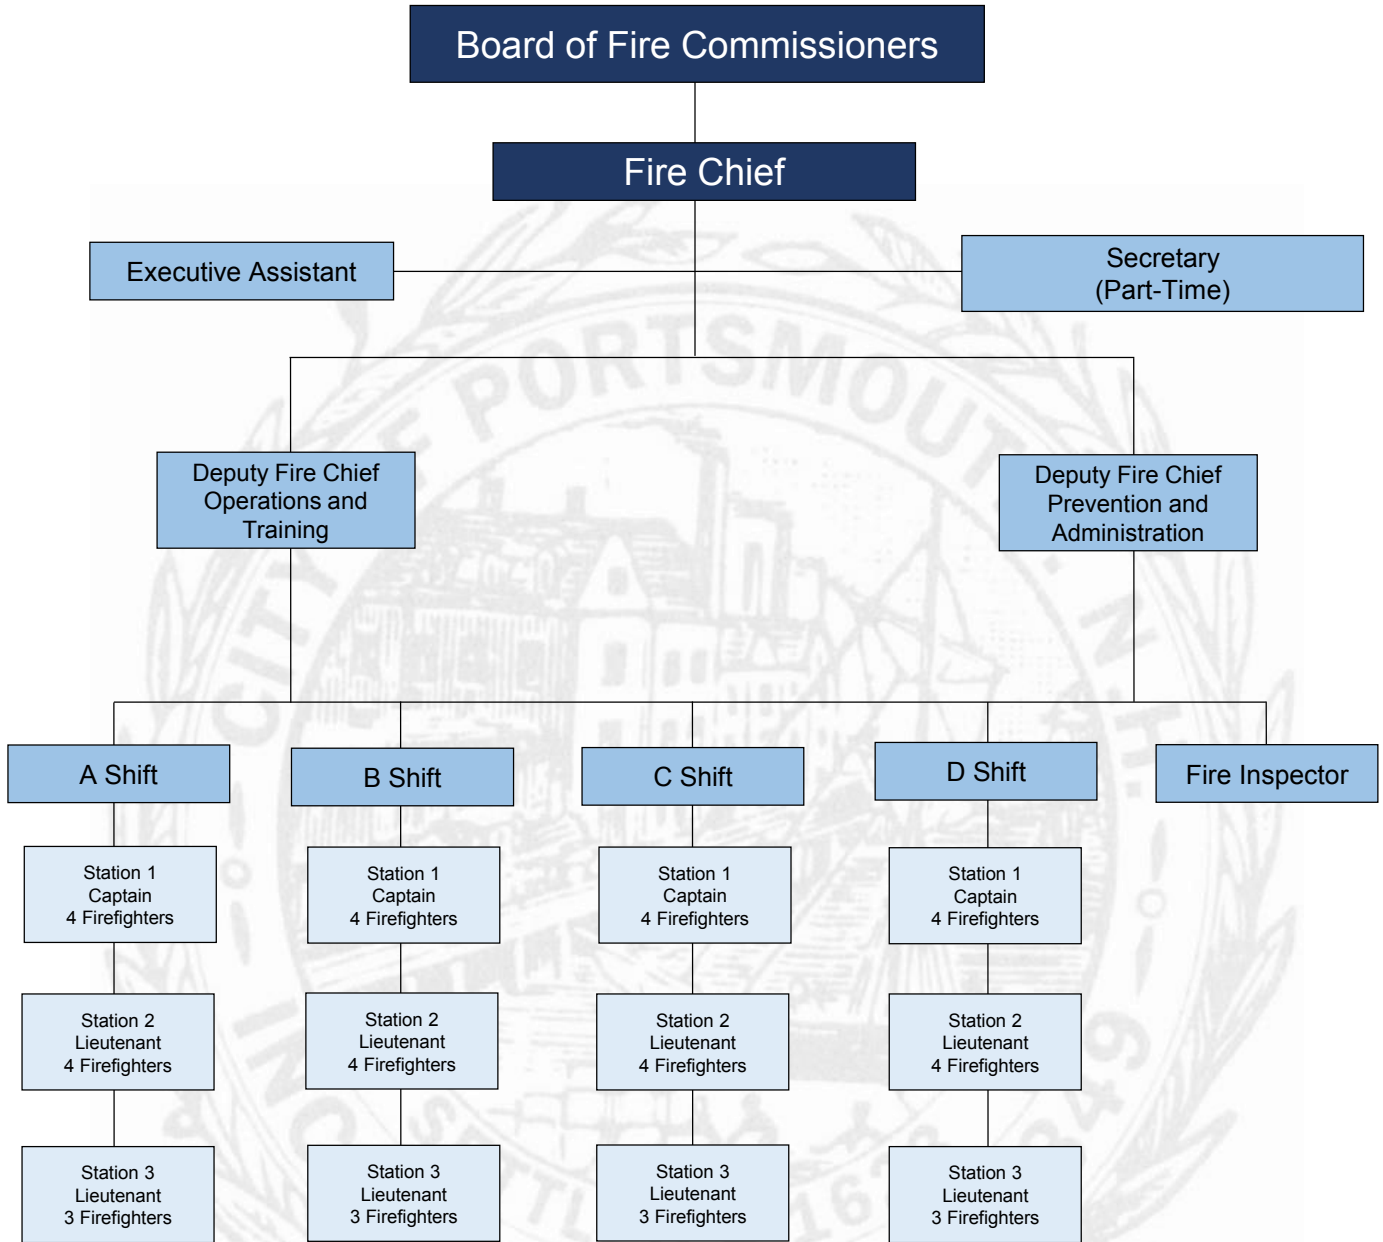 Board of Fire Commissioners
Fire Chief
Executive Assistant
Secretary
(Part-Time)
Deputy Fire Chief
Operations and
Training
Deputy Fire Chief
Prevention and
Administration
A Shift
B Shift
C Shift
D Shift
Fire Inspector
Station 1
Captain
4 Firefighters
Station 1
Captain
4 Firefighters
Station 1
Captain
4 Firefighters
Station 1
Captain
4 Firefighters
Station 2
Lieutenant
4 Firefighters
Station 2
Lieutenant
4 Firefighters
Station 2
Lieutenant
4 Firefighters
Station 2
Lieutenant
4 Firefighters
Station 3
Lieutenant
3 Firefighters
Station 3
Lieutenant
3 Firefighters
Station 3
Lieutenant
3 Firefighters
Station 3
Lieutenant
3 Firefighters
CITY OF PORTSMOUTH, N.H.